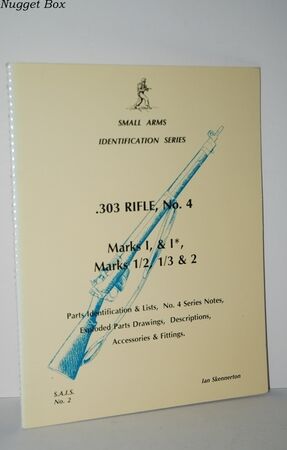 Nugget Box
SMALL ARMS
IDENTIFICATION SERIES
.303 RIFLE, No. 4
Marks I, & I*,
Marks 1/2, 1/3 & 2
Parts Identification & Lists, No. 4 Series Notes,
Exploded Parts Drawings, Descriptions,
Accessories & Fittings.
S.A.I.S.
No. 2
Ian Skennerton